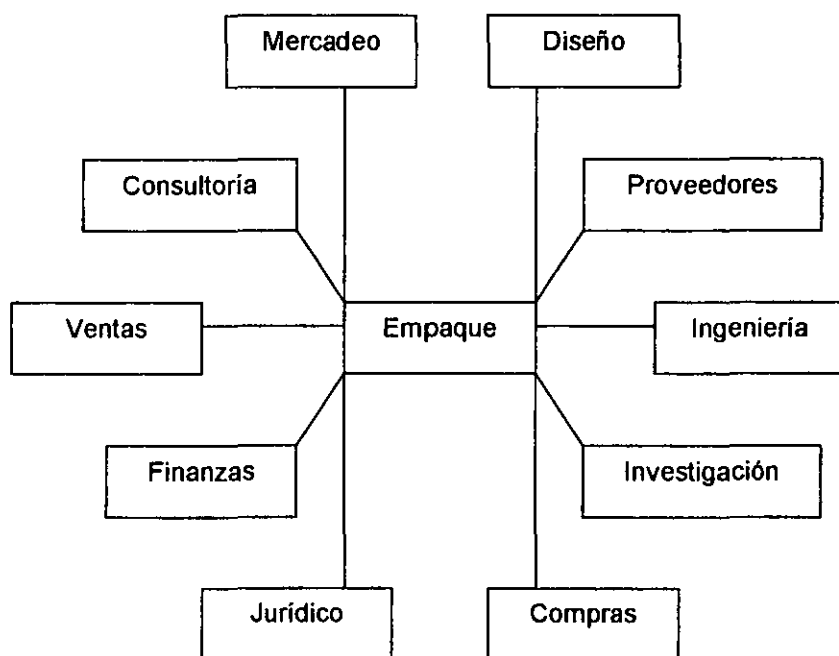 Mercadeo
Diseño
Consultoría
Proveedores
Ventas
Empaque
Ingeniería
Finanzas
Investigación
Jurídico
Compras